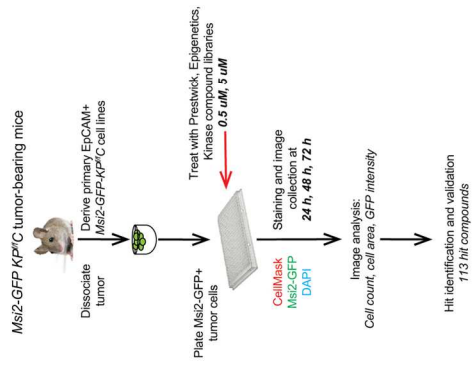 Msi2-GFP KPf/fC tumor-bearing mice
Dissociate
tumor
Derive primary EpCAM+
Msi2-GFP-KPf/fC cell lines
Plate Msi2-GFP+
tumor cells
Treat with Prestwick, Epigenetics,
Kinase compound libraries
0.5 uM, 5 uM
CellMask
Msi2-GFP
DAPI
Staining and image
collection at
24 h, 48 h, 72 h
Image analysis:
Cell count, cell area, GFP intensity
Hit identification and validation
113 hit compounds